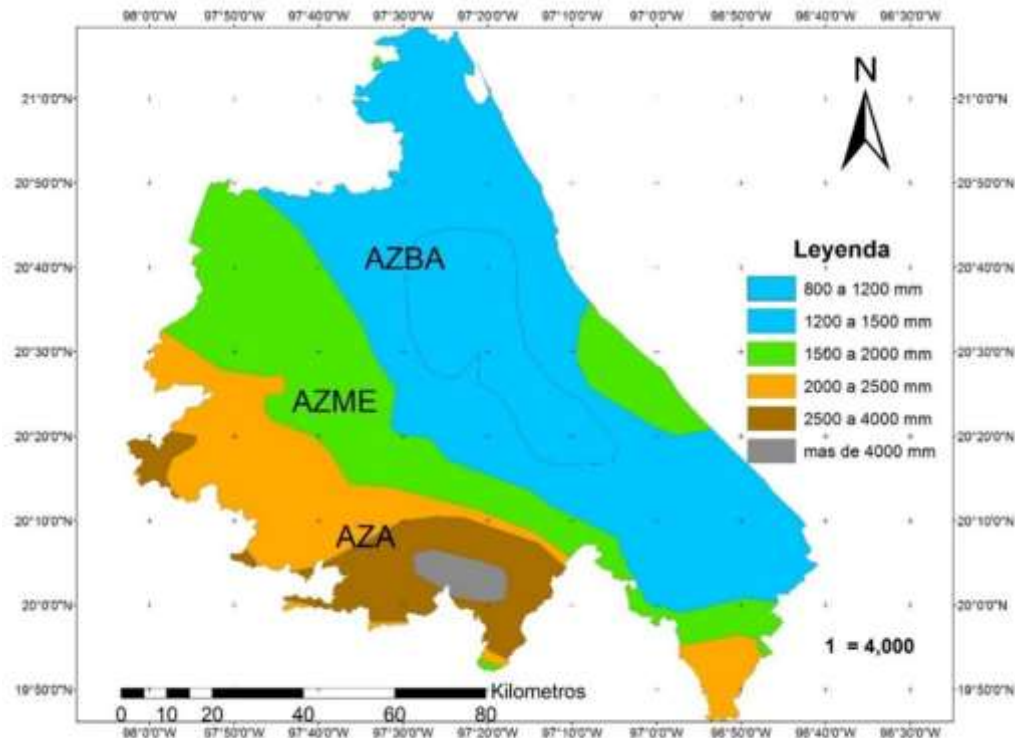 98°0'0"W 97°50'0"W 97°40'0"W 97°30'0"W 97°20'0"W 97°10'0"W 97°0'0"W 96°50'0"W 96°40'0"W 96°30'0"W
N
21°0'0"N 21°0'0"N
20°50'0"N 20°50'0"N
Leyenda
AZBA
20°40'0"N 20°40'0"N
800 a 1200 mm
1200 a 1500 mm
20°30'0"N 1500 a 2000 mm 20°30'0"N
2000 a 2500 mm
AZME
2500 a 4000 mm
20°20'0"N 20°20'0"N
mas de 4000 mm
20°10'0"N 20°10'0"N
AZA
20°0'0"N 20°0'0"N
1 = 4,000
19°50'0"N Kilometros 19°50'0"N
0 10 20 40 60 80
98°0'0"W 97°50'0"W 97°40'0"W 97°30'0"W 97°20'0"W 97°10'0"W 97°0'0"W 96°50'0"W 96°40'0"W 96°30'0"W